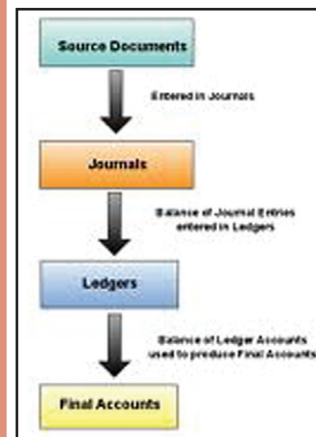 Source Documents
Entered in Journals
Journals
Balance of Journal Entries
entered in Ledgers
Ledgers
Balance of Ledger Accounts
used to produce Final Accounts
Final Accounts